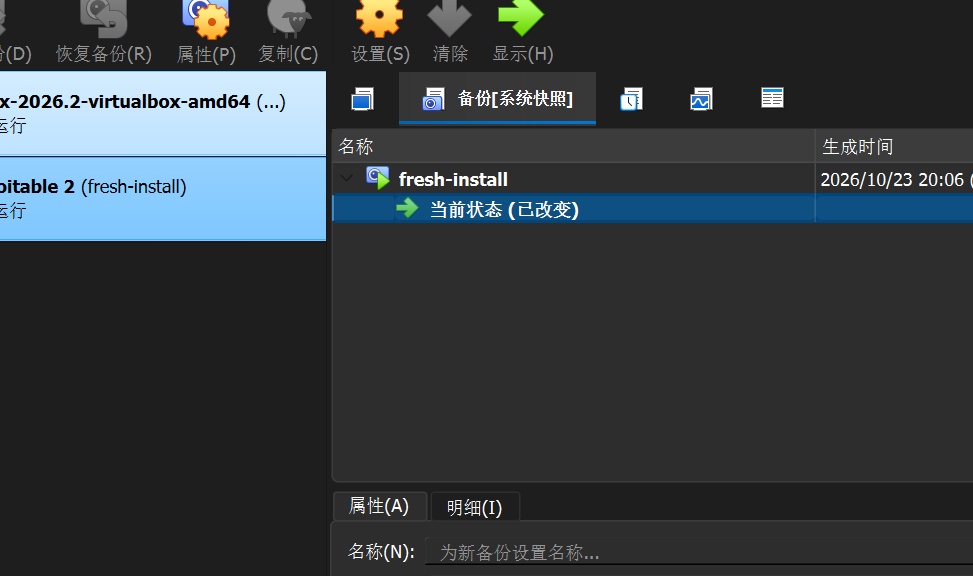 (D) 恢复备份(R) 属性(P) 复制(C) 设置(S) 清除 显示(H)
x-2026.2-virtualbox-amd64 (...)
运行
备份[系统快照]
名称 生成时间
fresh-install 2026/10/23 20:06 (
当前状态 (已改变)
oitable 2 (fresh-install)
运行
属性(A) 明细(I)
名称(N): 为新备份设置名称...